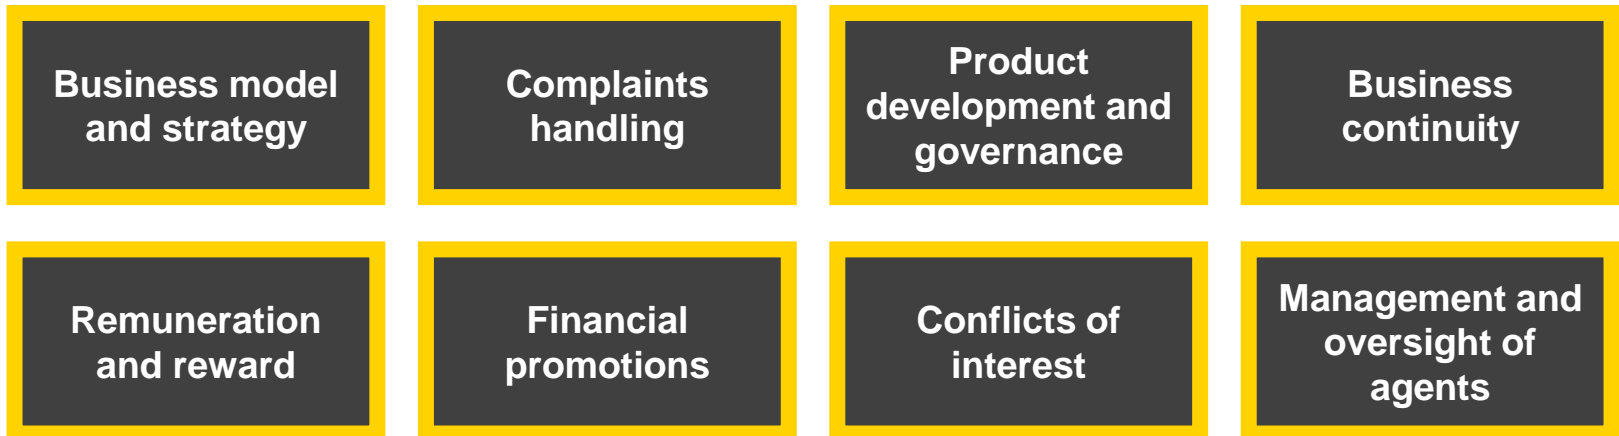 Business model
and strategy
Complaints
handling
Product
development and
governance
Business
continuity
Remuneration
and reward
Financial
promotions
Conflicts of
interest
Management and
oversight of
agents